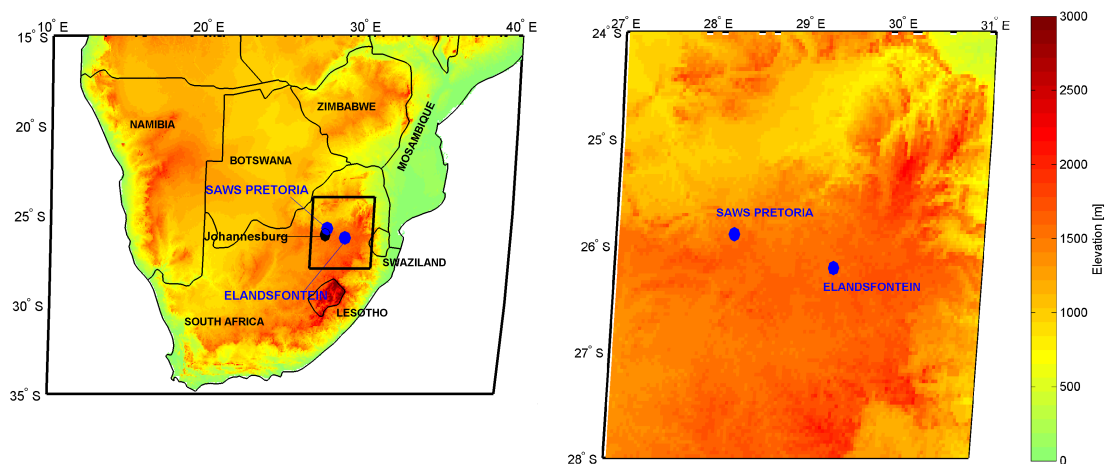 10° E
20° E
30° E
40° E
15° S
20° S
25° S
30° S
35° S
ZIMBABWE
NAMIBIA
MOSAMBIQUE
BOTSWANA
SAWS PRETORIA
Johannesburg
SWAZILAND
ELANDSFONTEIN
LESOTHO
SOUTH AFRICA
27° E
28° E
29° E
30° E
31° E
24° S
25° S
26° S
27° S
28° S
SAWS PRETORIA
ELANDSFONTEIN
3000
2500
2000
1500
1000
500
0
Elevation [m]